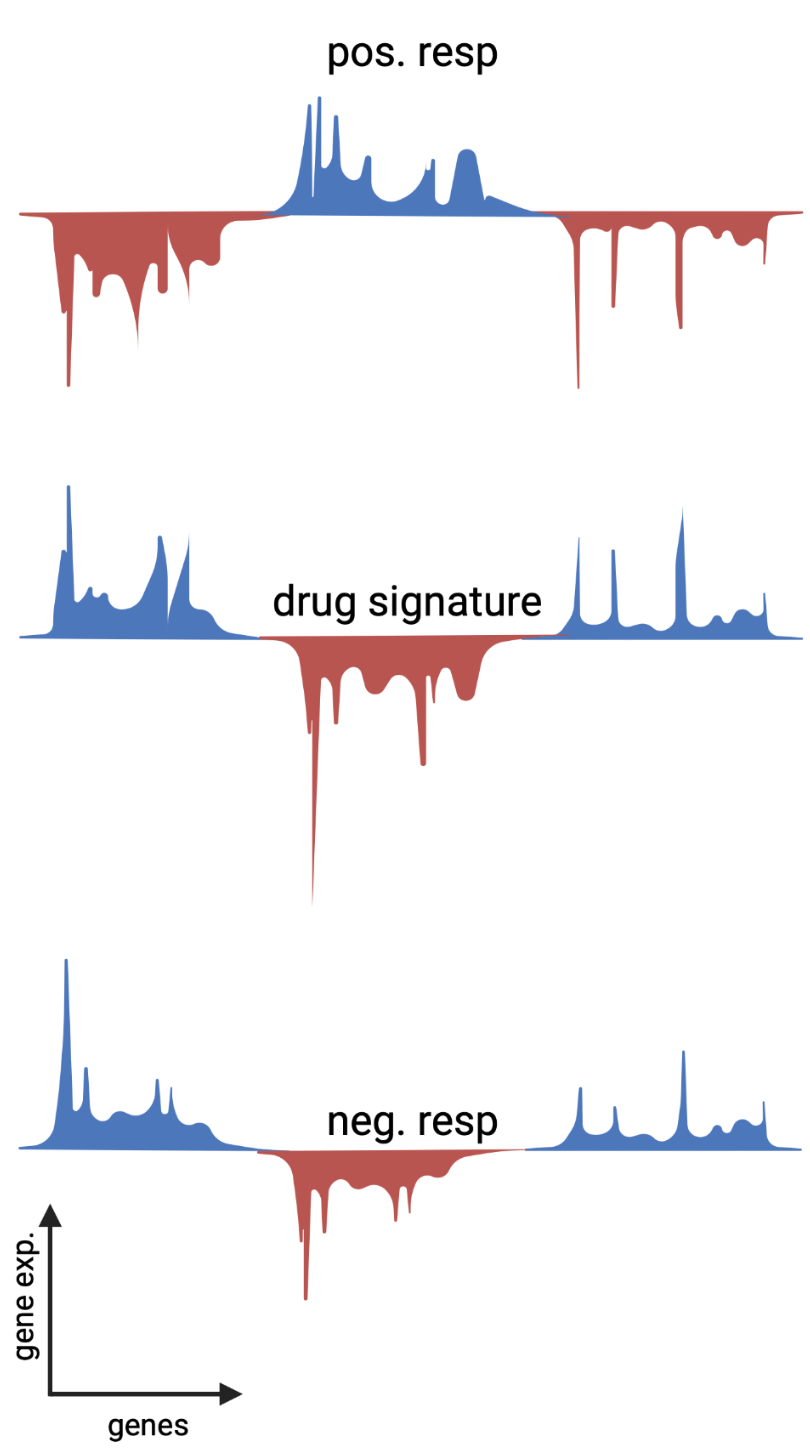 pos. resp
drug signature
neg. resp
gene exp.
genes